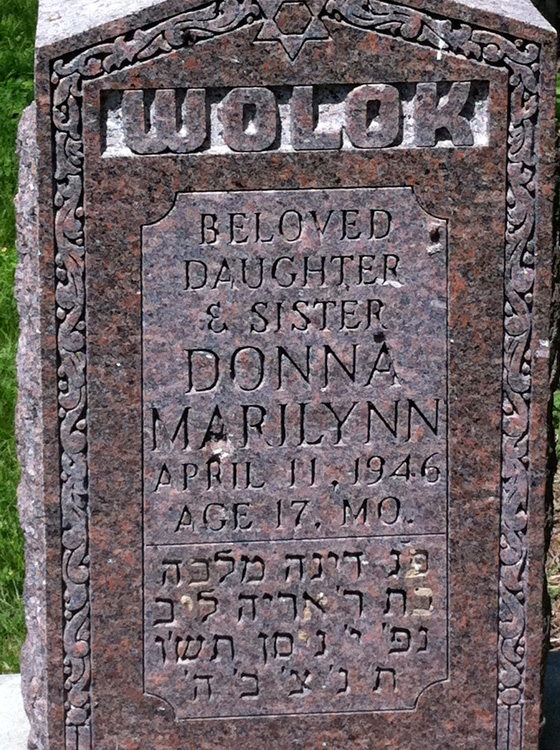 WOLOK
BELOVED
DAUGHTER
& SISTER
DONNA
MARILYNN
APRIL 11, 1946
AGE 17, MO.
פנ דינה מלכה
בת ר' אריה ליב
נפ' י' ניסן תש'ו
ת נ' צ' ב' ה'